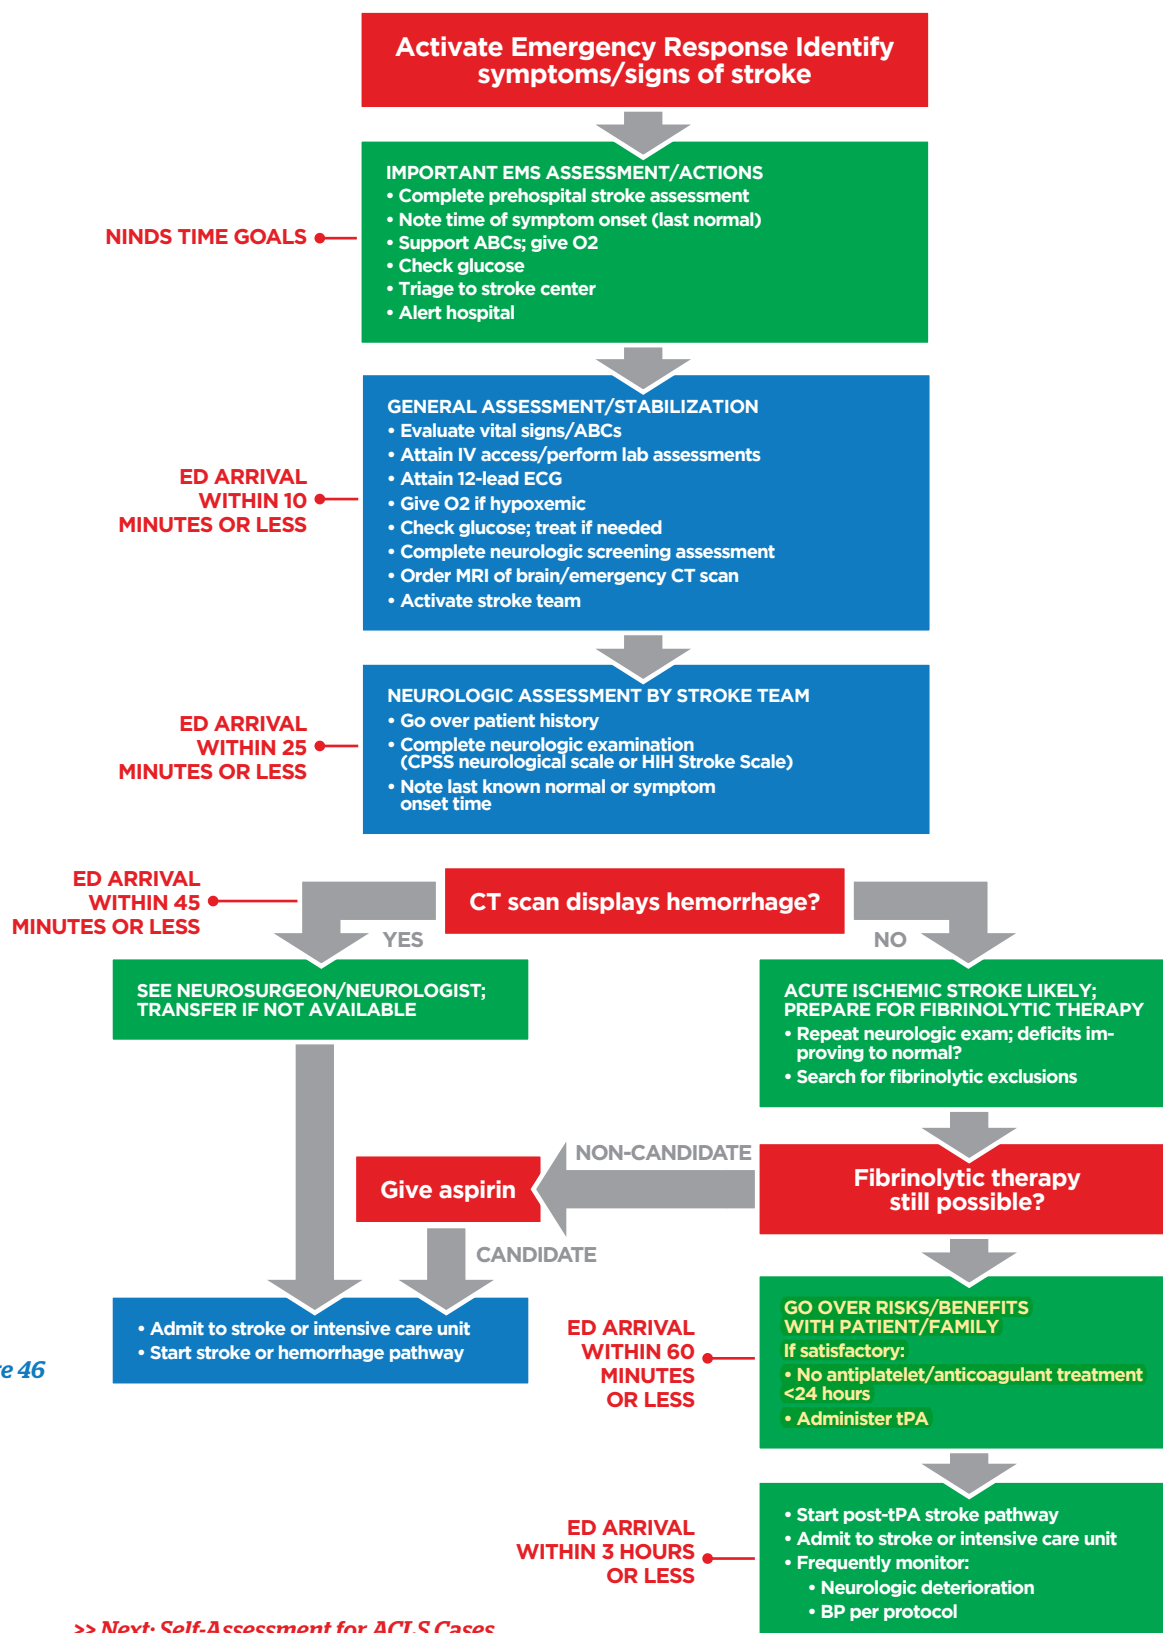 Activate Emergency Response Identify
symptoms/signs of stroke
NINDS TIME GOALS
IMPORTANT EMS ASSESSMENT/ACTIONS
• Complete prehospital stroke assessment
• Note time of symptom onset (last normal)
• Support ABCs; give O2
• Check glucose
• Triage to stroke center
• Alert hospital
ED ARRIVAL
WITHIN 10
MINUTES OR LESS
GENERAL ASSESSMENT/STABILIZATION
• Evaluate vital signs/ABCs
• Attain IV access/perform lab assessments
• Attain 12-lead ECG
• Give O2 if hypoxemic
• Check glucose; treat if needed
• Complete neurologic screening assessment
• Order MRI of brain/emergency CT scan
• Activate stroke team
ED ARRIVAL
WITHIN 25
MINUTES OR LESS
NEUROLOGIC ASSESSMENT BY STROKE TEAM
• Go over patient history
• Complete neurologic examination
(CPSS neurological scale or HIH Stroke Scale)
• Note last known normal or symptom
onset time
ED ARRIVAL
WITHIN 45
MINUTES OR LESS
CT scan displays hemorrhage?
YES
NO
SEE NEUROSURGEON/NEUROLOGIST;
TRANSFER IF NOT AVAILABLE
ACUTE ISCHEMIC STROKE LIKELY;
PREPARE FOR FIBRINOLYTIC THERAPY
• Repeat neurologic exam; deficits im-
proving to normal?
• Search for fibrinolytic exclusions
NON-CANDIDATE
Give aspirin
Fibrinolytic therapy
still possible?
CANDIDATE
• Admit to stroke or intensive care unit
• Start stroke or hemorrhage pathway
ED ARRIVAL
WITHIN 60
MINUTES
OR LESS
GO OVER RISKS/BENEFITS
WITH PATIENT/FAMILY
If satisfactory:
• No antiplatelet/anticoagulant treatment
<24 hours
• Administer tPA
46
ED ARRIVAL
WITHIN 3 HOURS
OR LESS
• Start post-tPA stroke pathway
• Admit to stroke or intensive care unit
• Frequently monitor:
• Neurologic deterioration
• BP per protocol
>> Next: Self-Assessment for ACLS Cases